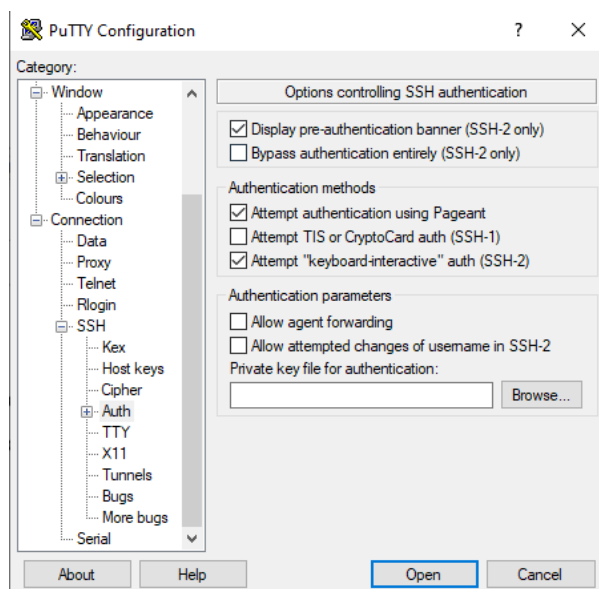 PuTTY Configuration
?
Category:
Window
Appearance
Behaviour
Translation
Selection
Colours
Connection
Data
Proxy
Telnet
Rlogin
SSH
Kex
Host keys
Cipher
Auth
TTY
X11
Tunnels
Bugs
More bugs
Serial
Options controlling SSH authentication
Display pre-authentication banner (SSH-2 only)
Bypass authentication entirely (SSH-2 only)
Authentication methods
Attempt authentication using Pageant
Attempt TIS or CryptoCard auth (SSH-1)
Attempt "keyboard-interactive" auth (SSH-2)
Authentication parameters
Allow agent forwarding
Allow attempted changes of username in SSH-2
Private key file for authentication:
Browse...
About
Help
Open
Cancel